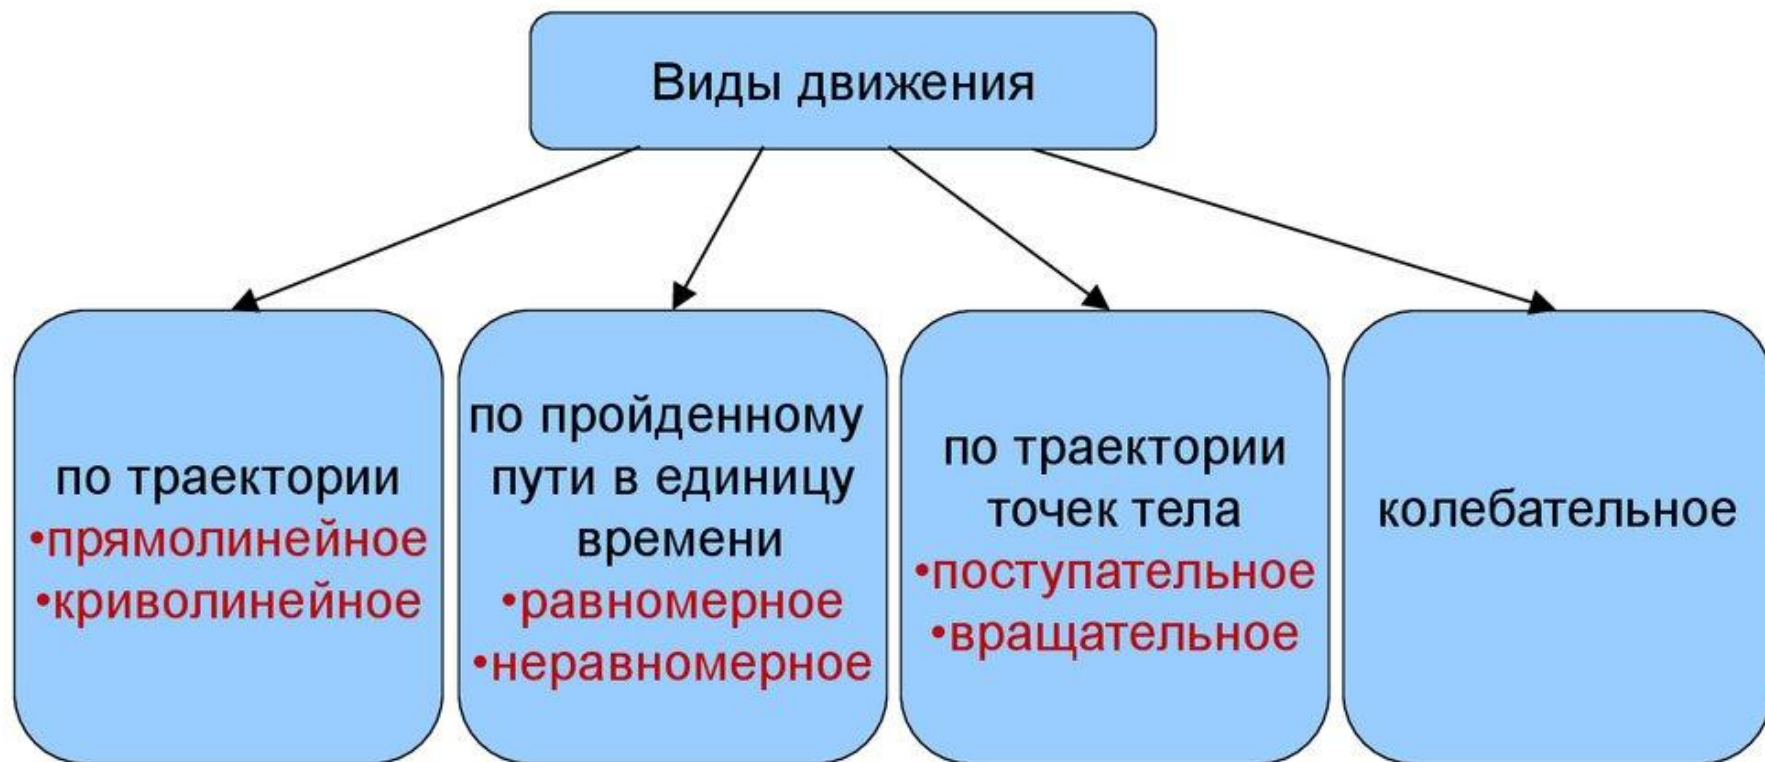 Виды движения
по траектории
•прямолинейное
•криволинейное
по пройденному
пути в единицу
времени
•равномерное
•неравномерное
по траектории
точек тела
•поступательное
•вращательное
колебательное